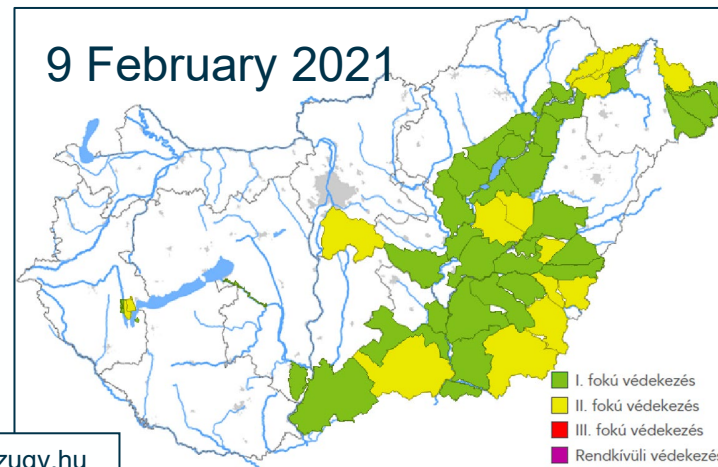 9 February 2021
I. fokú védekezés
II. fokú védekezés
III. fokú védekezés
Rendkívüli védekezés
zugy.hu